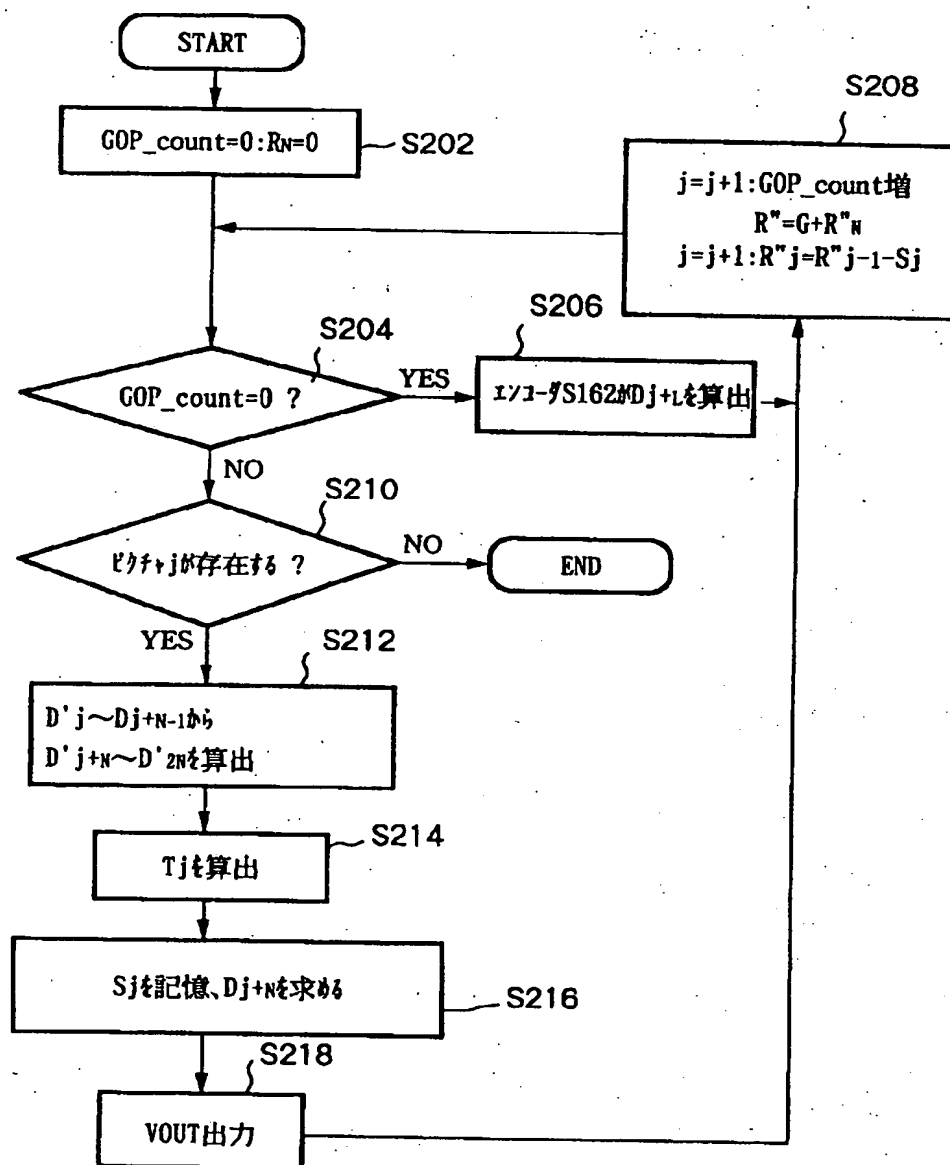 START
GOP_count=0:RN=0
S202
S208
j=j+1:GOP_count増
R"=G+R"N
j=j+1:R"j=R"j-1-Sj
S204
GOP_count=0 ?
YES
S206
エンコーダS162がDj+Lを算出
NO
S210
ピクチャjが存在する ?
NO
END
YES
S212
D'j～Dj+N-1から
D'j+N～D'2Nを算出
S214
Tjを算出
Sjを記憶、Dj+Nを求める
S216
S218
VOUT出力